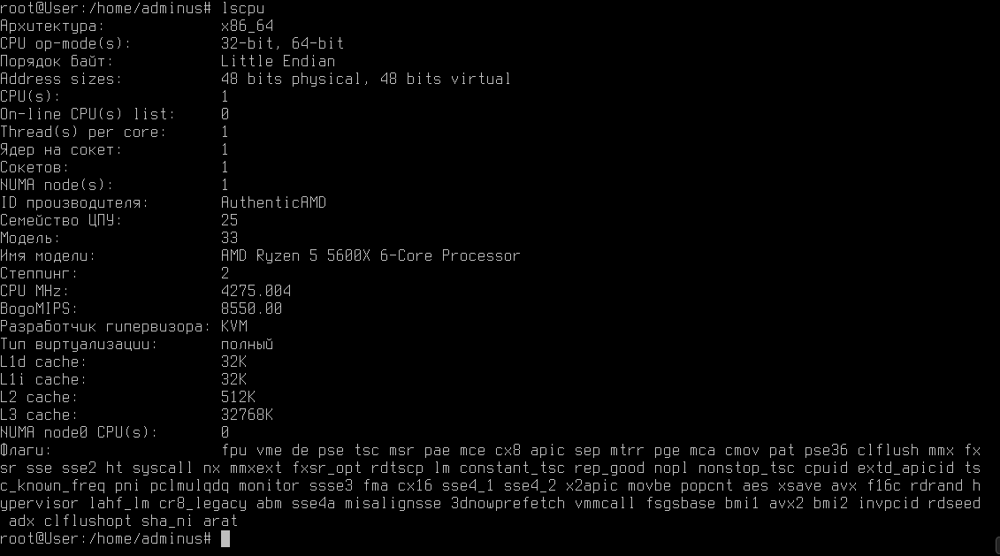 root@User:/home/adminus# lscpu
Архитектура: x86_64
CPU op-mode(s): 32-bit, 64-bit
Порядок байт: Little Endian
Address sizes: 48 bits physical, 48 bits virtual
CPU(s): 1
On-line CPU(s) list: 0
Thread(s) per core: 1
Ядер на сокет: 1
Сокетов: 1
NUMA node(s): 1
ID производителя: AuthenticAMD
Семейство ЦПУ: 25
Модель: 33
Имя модели: AMD Ryzen 5 5600X 6-Core Processor
Степпинг: 2
CPU MHz: 4275.004
BogoMIPS: 8550.00
Разработчик гипервизора: KVM
Тип виртуализации: полный
L1d cache: 32K
L1i cache: 32K
L2 cache: 512K
L3 cache: 32768K
NUMA node0 CPU(s): 0
Флаги: fpu vme de pse tsc msr pae mce cx8 apic sep mtrr pge mca cmov pat pse36 clflush mmx fx
sr sse sse2 ht syscall nx mmxext fxsr_opt rdtscp lm constant_tsc rep_good nopl nonstop_tsc cpuid extd_apicid ts
c_known_freq pni pclmulqdq monitor ssse3 fma cx16 sse4_1 sse4_2 x2apic movbe popcnt aes xsave avx f16c rdrand h
ypervisor lahf_lm cr8_legacy abm sse4a misalignsse 3dnowprefetch vmmcall fsgsbase bmi1 avx2 bmi2 invpcid rdseed
adx clflushopt sha_ni arat
root@User:/home/adminus#